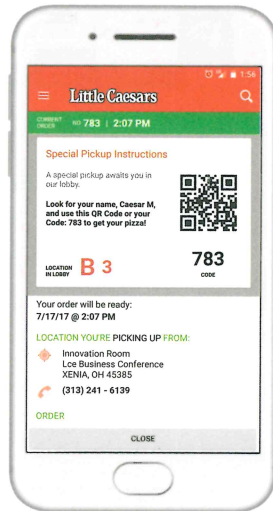 1:56
Little Caesars
CURRENT ORDER NO 783 | 2:07 PM
Special Pickup Instructions
A special pickup awaits you in
our lobby.
Look for your name, Caesar M,
and use this QR Code or your
Code: 783 to get your pizza!
LOCATION
IN LOBBY
B 3
783
CODE
Your order will be ready:
7/17/17 @ 2:07 PM
LOCATION YOU'RE PICKING UP FROM:
Innovation Room
Lce Business Conference
XENIA, OH 45385
(313) 241 - 6139
ORDER
CLOSE